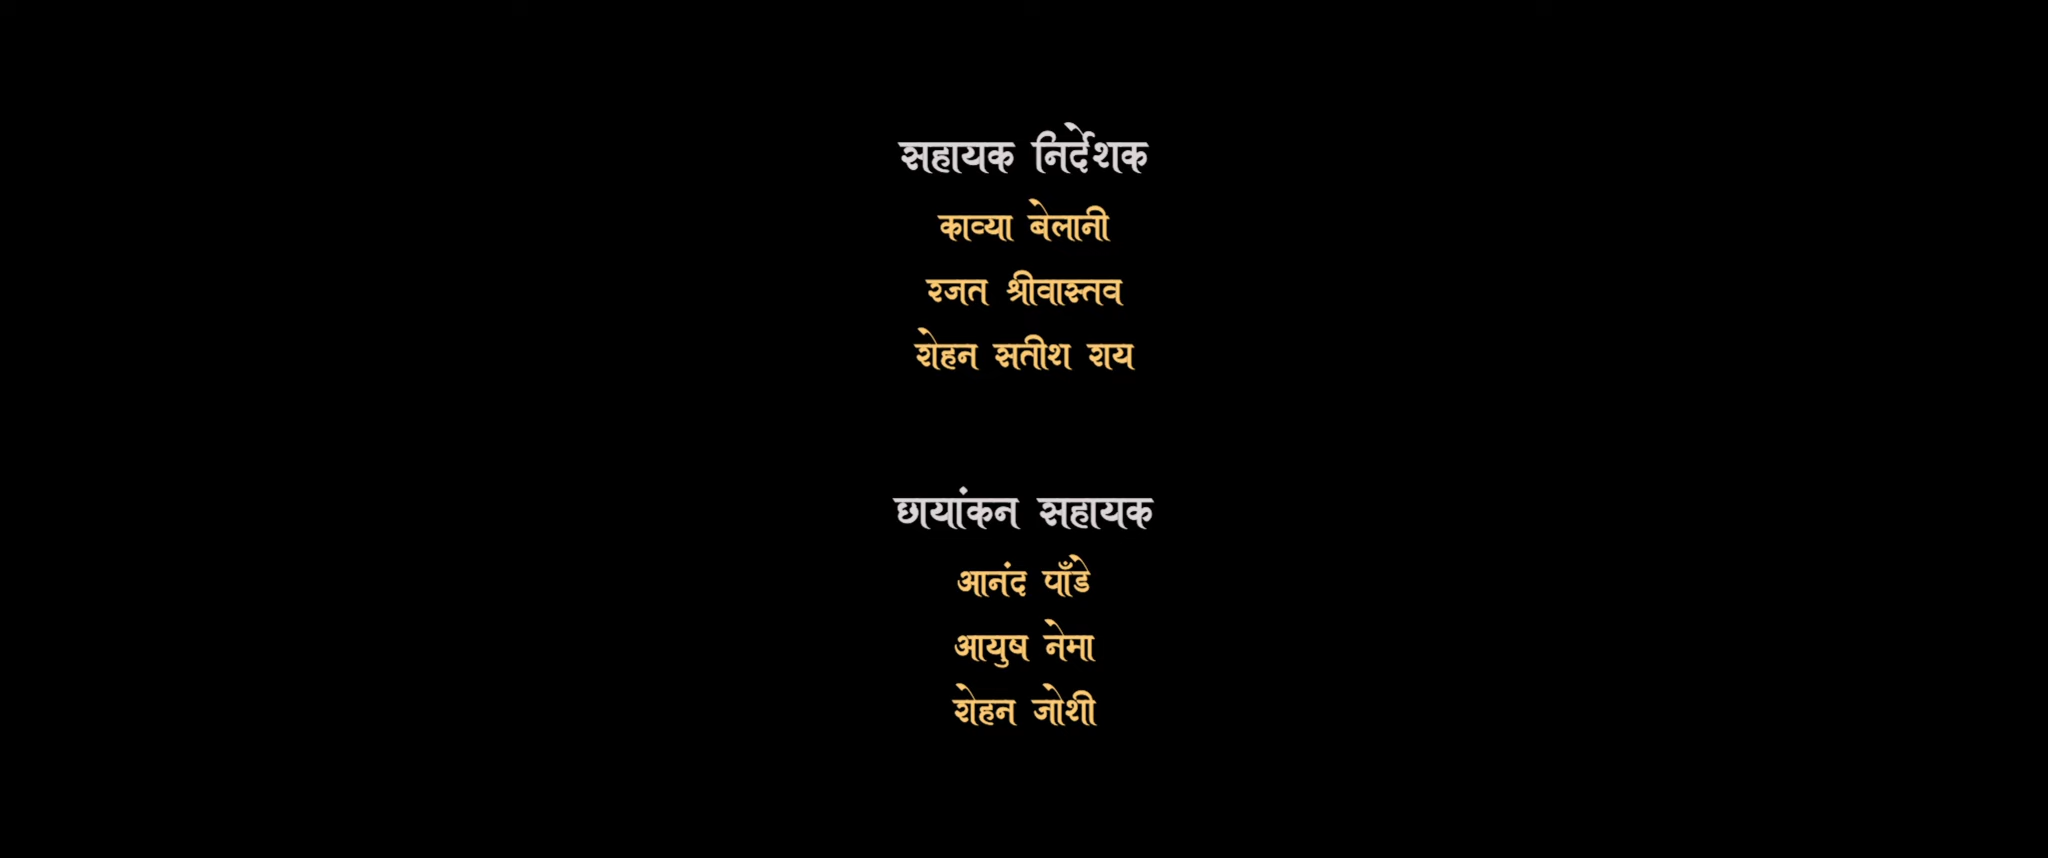 सहायक निर्देशक
काव्या बेलानी
रजत श्रीवास्तव
रोहन सतीश राय
छायांकन सहायक
आनंद पाँडे
आयुष नेमा
रोहन जोशी